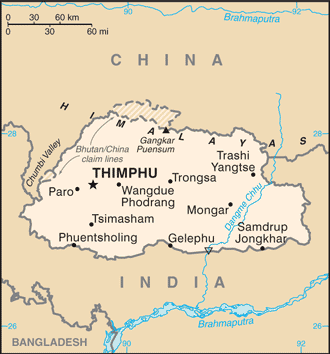 0 30 60 km
0 30 60 mi
90
92
Brahmaputra
CHINA
HIMALAYAS
28
28
Bhutan/China
claim lines
Gangkar
Puensum
Chumbi Valley
THIMPHU
Trashi
Yangtse
Paro
Wangdue
Phodrang
Trongsa
Mongar
Dangme Chhu
Tsimasham
Samdrup
Jongkhar
Phuentsholing
Gelephu
INDIA
26
26
Brahmaputra
BANGLADESH
90
92